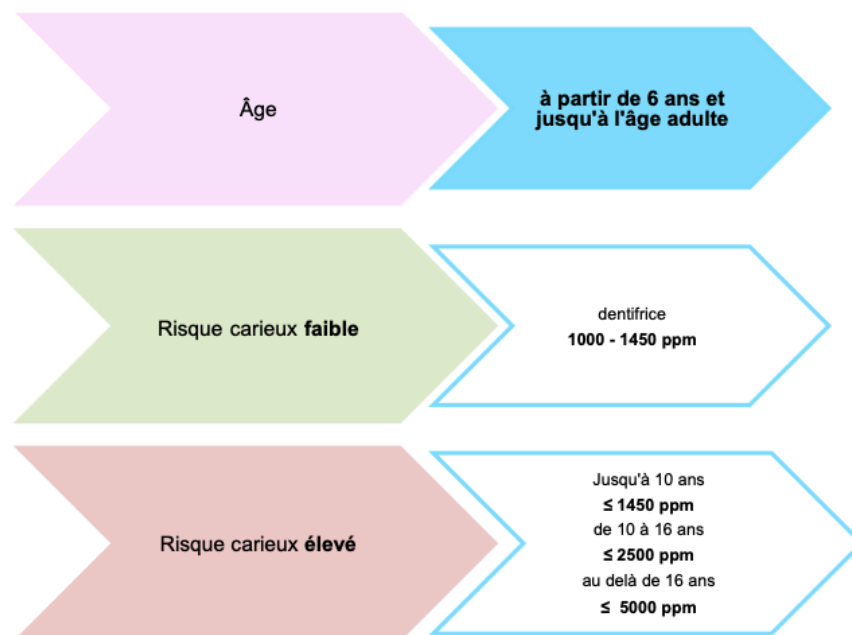 Âge
à partir de 6 ans et
jusqu'à l'âge adulte
Risque carieux faible
dentifrice
1000 - 1450 ppm
Risque carieux élevé
Jusqu'à 10 ans
≤ 1450 ppm
de 10 à 16 ans
≤ 2500 ppm
au delà de 16 ans
≤ 5000 ppm